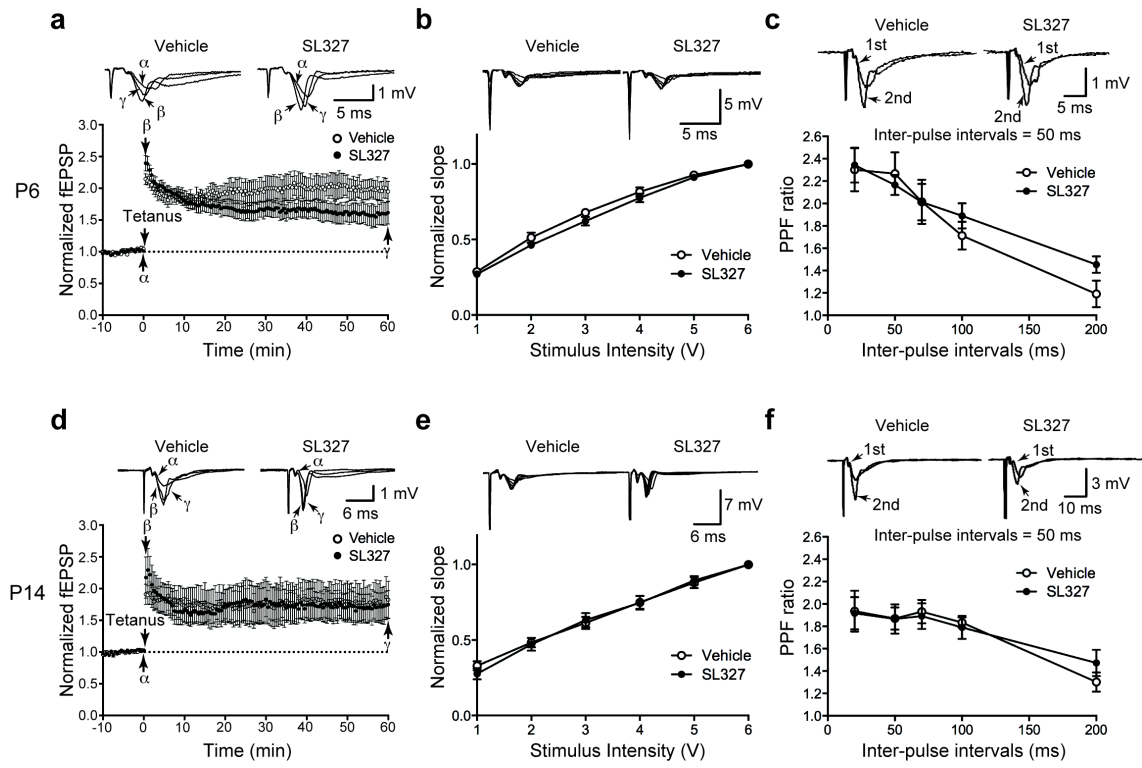 a
b
c
Vehicle
SL327
α
α
γ
β
β
γ
1 mV
5 ms
Vehicle
SL327
5 mV
5 ms
Vehicle
SL327
1st
1st
2nd
2nd
1 mV
5 ms
Inter-pulse intervals = 50 ms
P6
Normalized fEPSP
3.0
2.5
2.0
1.5
1.0
0.5
0.0
β
Tetanus
α
γ
Vehicle
SL327
-10
0
10
20
30
40
50
60
Time (min)
Normalized slope
1.0
0.5
0.0
Vehicle
SL327
1
2
3
4
5
6
Stimulus Intensity (V)
PPF ratio
2.6
2.4
2.2
2.0
1.8
1.6
1.4
1.2
1.0
Vehicle
SL327
0
50
100
150
200
Inter-pulse intervals (ms)
d
e
f
Vehicle
SL327
α
α
β
γ
β
γ
1 mV
6 ms
Vehicle
SL327
7 mV
6 ms
Vehicle
SL327
1st
1st
2nd
2nd
3 mV
10 ms
Inter-pulse intervals = 50 ms
P14
Normalized fEPSP
3.0
2.5
2.0
1.5
1.0
0.5
0.0
β
Tetanus
α
γ
Vehicle
SL327
-10
0
10
20
30
40
50
60
Time (min)
Normalized slope
1.0
0.5
0.0
Vehicle
SL327
1
2
3
4
5
6
Stimulus Intensity (V)
PPF ratio
2.6
2.4
2.2
2.0
1.8
1.6
1.4
1.2
1.0
Vehicle
SL327
0
50
100
150
200
Inter-pulse intervals (ms)